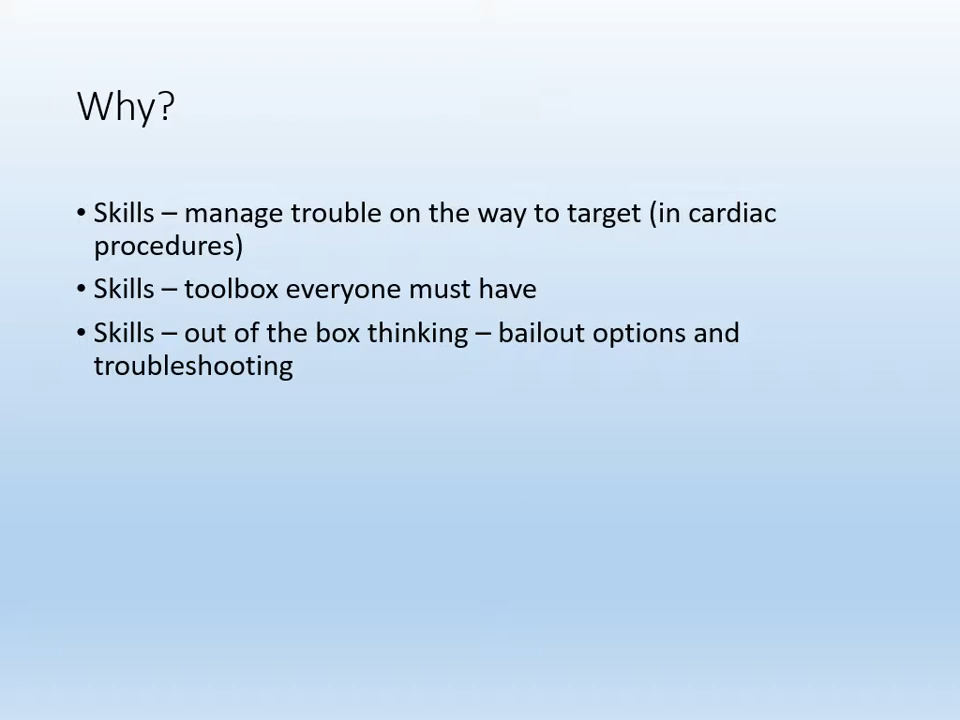 Why?
• Skills – manage trouble on the way to target (in cardiac
procedures)
• Skills – toolbox everyone must have
• Skills – out of the box thinking – bailout options and
troubleshooting